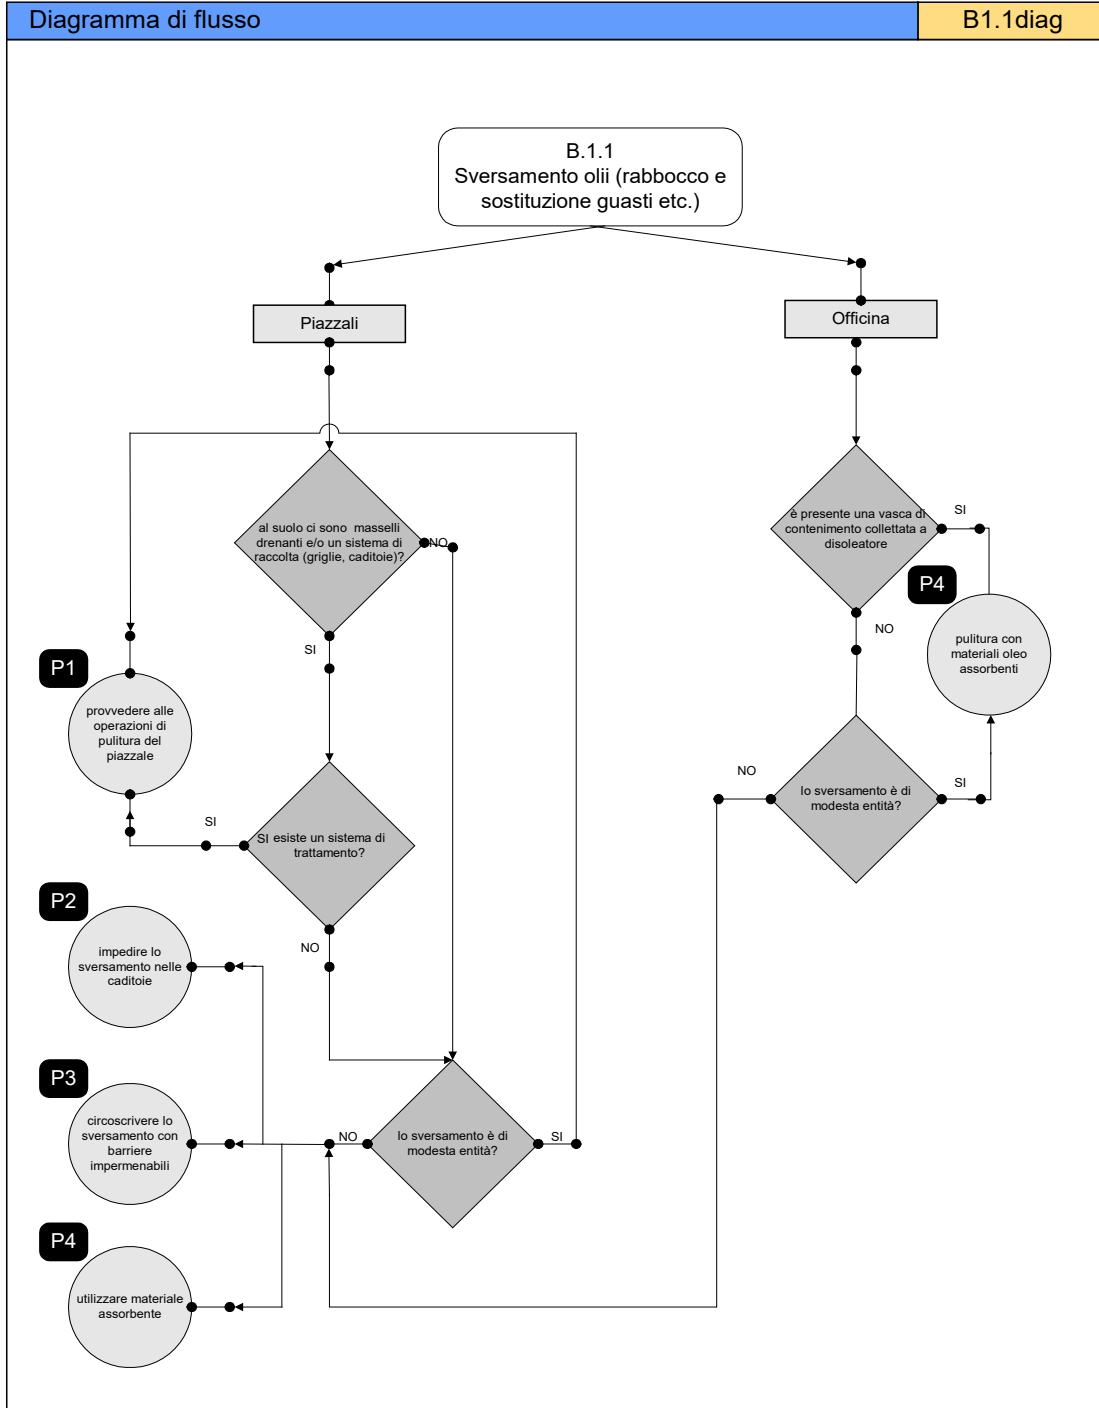 Diagramma di flusso
B1.1diag
B.1.1
Sversamento olii (rabbocco e
sostituzione guasti etc.)
Piazzali
Officina
al suolo ci sono masselli
drenanti e/o un sistema di
raccolta (griglie, caditoie)?
NO
SI
è presente una vasca di
contenimento collettata a
disoleatore
SI
NO
P4
pulitura con
materiali oleo
assorbenti
P1
provvedere alle
operazioni di
pulitura del
piazzale
SI
SI
esiste un sistema di
trattamento?
NO
NO
lo sversamento è di
modesta entità?
SI
P2
impedire lo
sversamento nelle
caditoie
P3
circoscrivere lo
sversamento con
barriere
impermenabili
NO
lo sversamento è di
modesta entità?
SI
P4
utilizzare materiale
assorbente